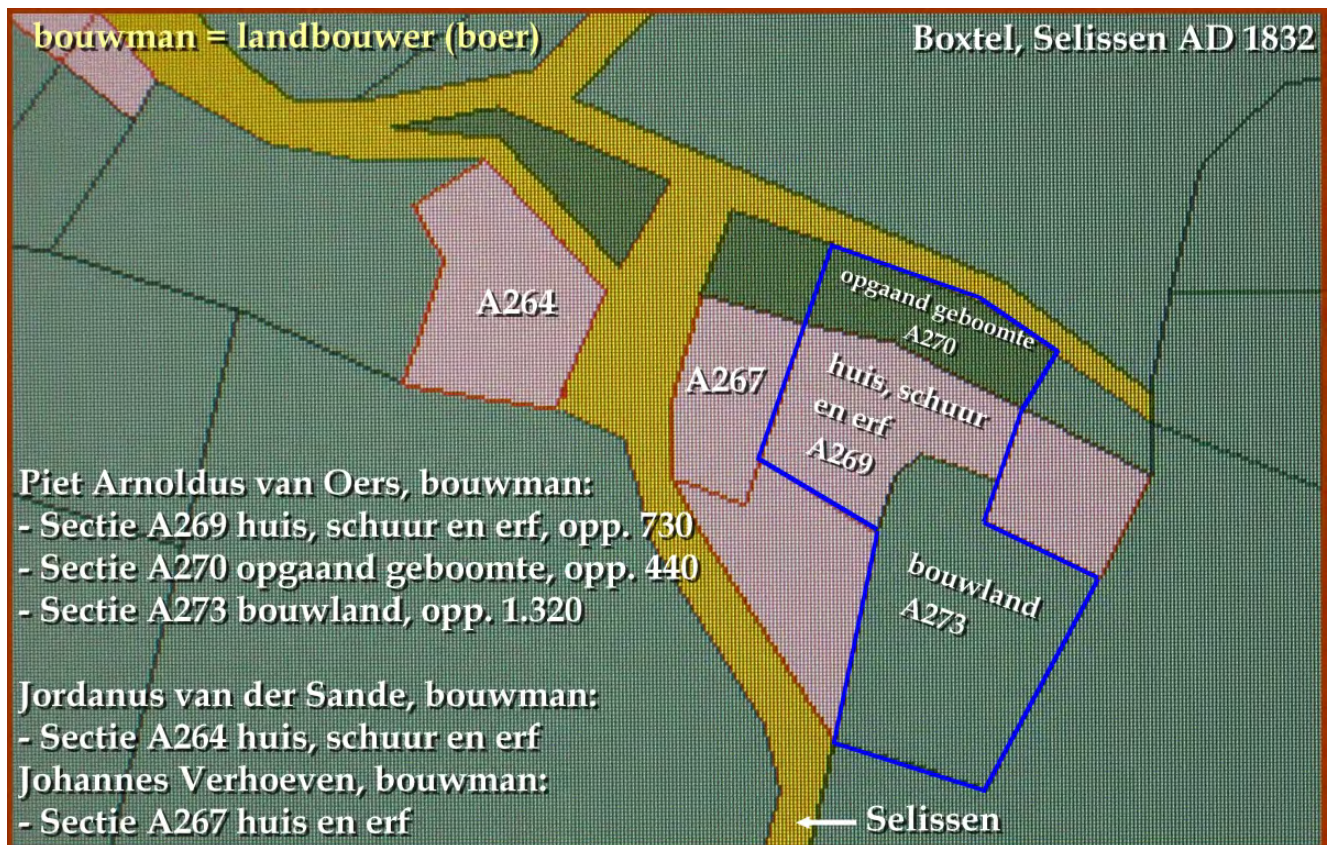 bouwman = landbouwer (boer)
Boxtel, Selissen AD 1832
A264
opgaand geboomte
A270
A267
huis, schuur
en erf
A269
bouwland
A273
Piet Arnoldus van Oers, bouwman:
- Sectie A269 huis, schuur en erf, opp. 730
- Sectie A270 opgaand geboomte, opp. 440
- Sectie A273 bouwland, opp. 1.320
Jordanus van der Sande, bouwman:
- Sectie A264 huis, schuur en erf
Johannes Verhoeven, bouwman:
- Sectie A267 huis en erf
Selissen